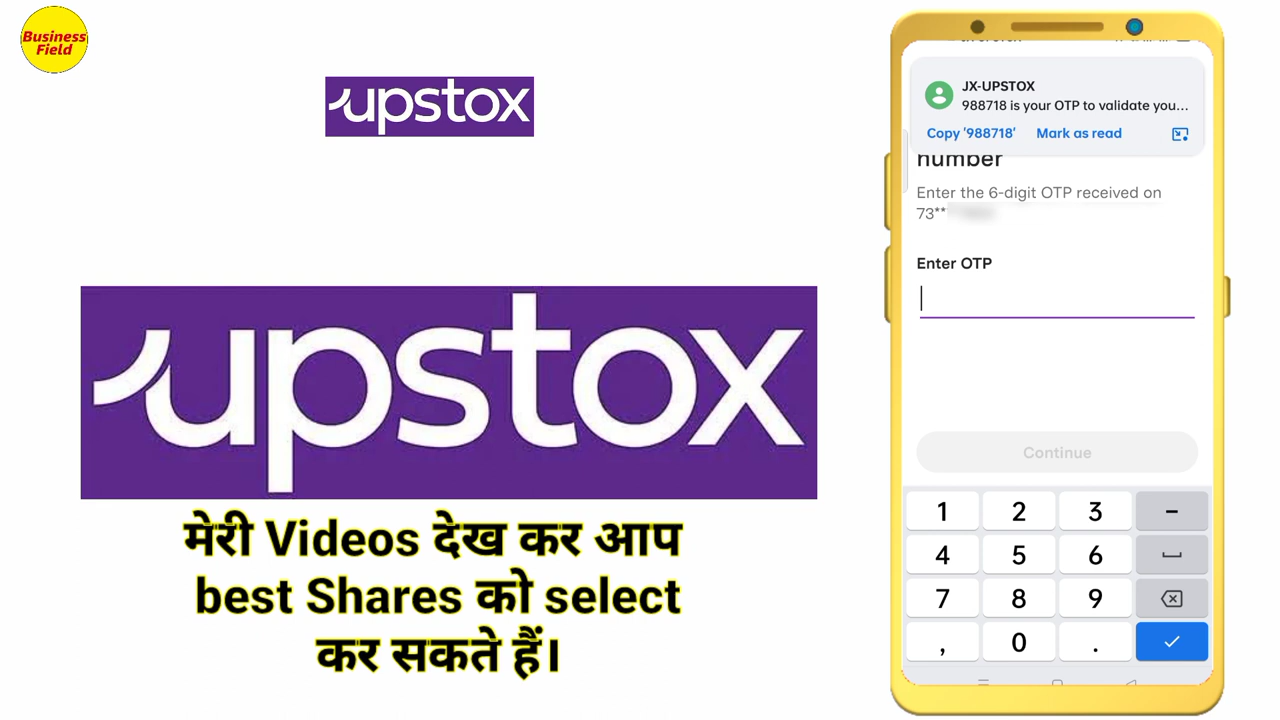 Business
Field
upstox
upstox
मेरी Videos देख कर आप
best Shares को select
कर सकते हैं।
JX-UPSTOX
988718 is your OTP to validate you...
Copy '988718'
Mark as read
number
Enter the 6-digit OTP received on
73**
Enter OTP
Continue
1 2 3 -
4 5 6
7 8 9
, 0 .